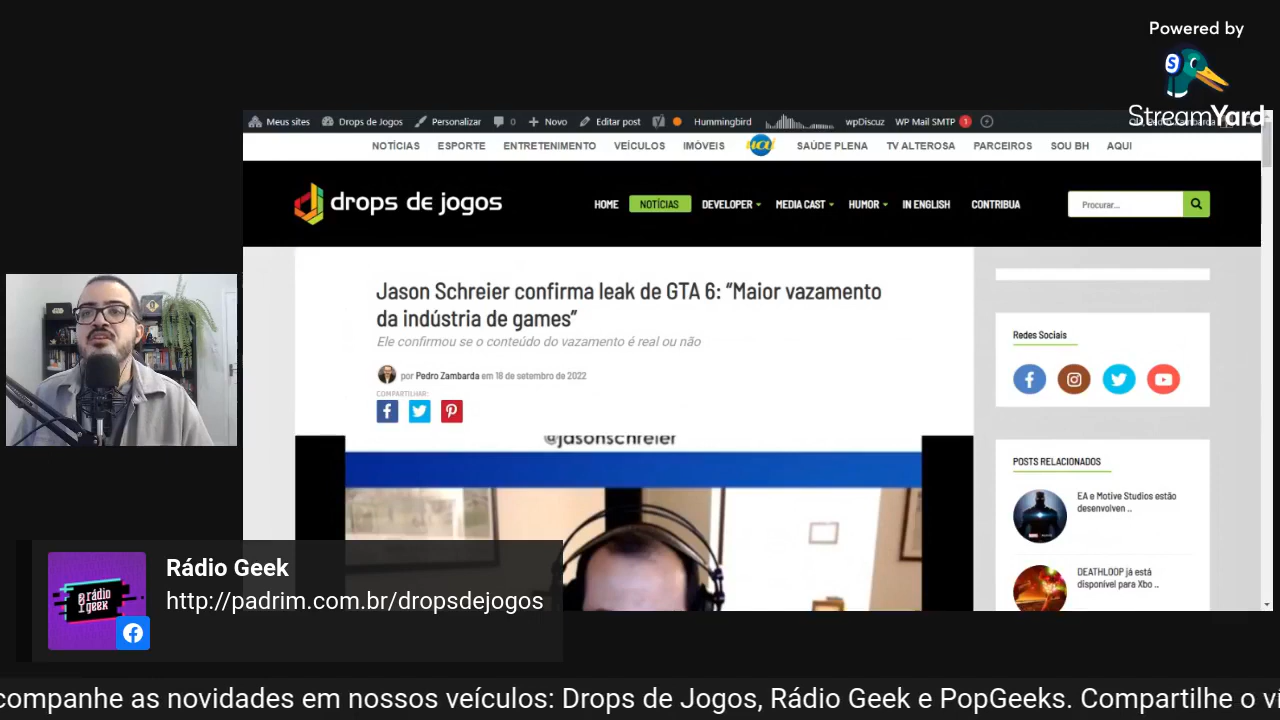 Powered by
S
StreamYard
Meus sites
Drops de Jogos
Personalizar
0
Novo
Editar post
Hummingbird
wpDiscuz
WP Mail SMTP
1
NOTÍCIAS
ESPORTE
ENTRETENIMENTO
VEÍCULOS
IMÓVEIS
uai
SAÚDE PLENA
TV ALTEROSA
PARCEIROS
SOU BH
AQUI
drops de jogos
HOME
NOTÍCIAS
DEVELOPER
MEDIA CAST
HUMOR
IN ENGLISH
CONTRIBUA
Procurar...
Jason Schreier confirma leak de GTA 6: “Maior vazamento
da indústria de games”
Ele confirmou se o conteúdo do vazamento é real ou não
por Pedro Zambarda em 18 de setembro de 2022
COMPARTILHAR:
@jasonschreier
Redes Sociais
POSTS RELACIONADOS
EA e Motive Studios estão
desenvolven ..
DEATHLOOP já está
disponível para Xbo ..
rádio
geek
Rádio Geek
http://padrim.com.br/dropsdejogos
companhe as novidades em nossos veículos: Drops de Jogos, Rádio Geek e PopGeeks. Compartilhe o ví